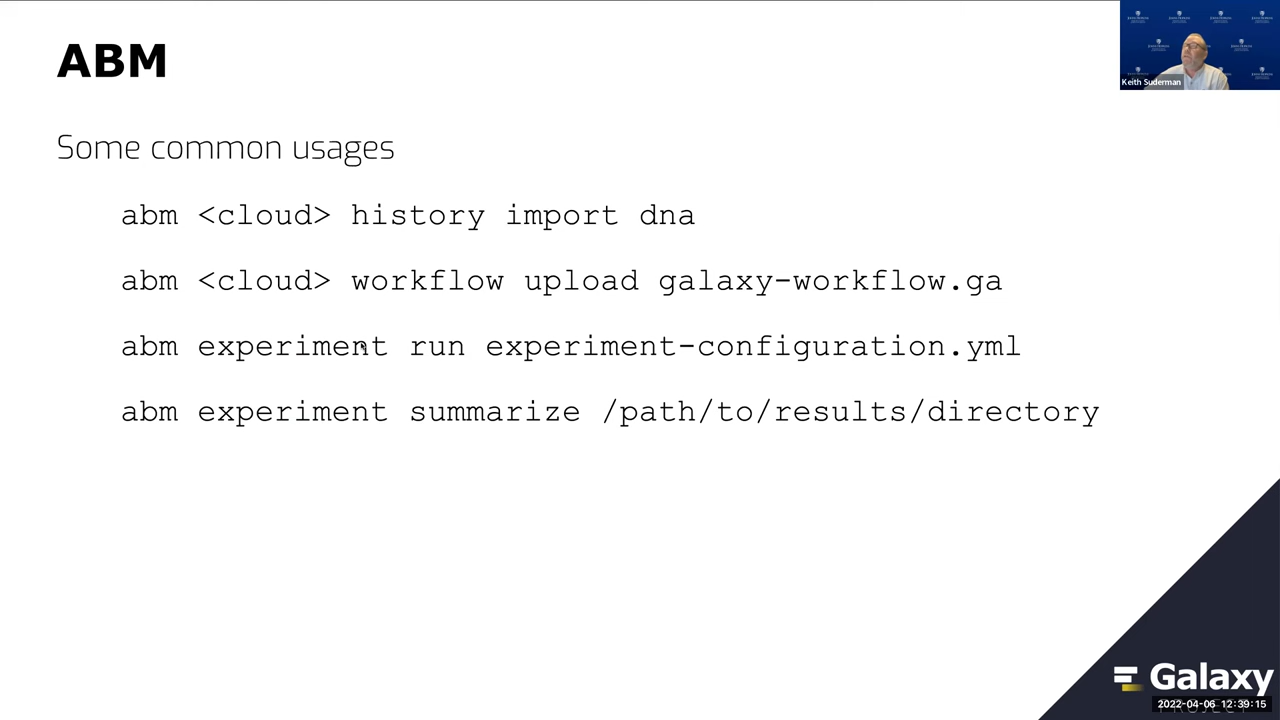 ABM
Keith Suderman
Some common usages
abm <cloud> history import dna
abm <cloud> workflow upload galaxy-workflow.ga
abm experiment run experiment-configuration.yml
abm experiment summarize /path/to/results/directory
Galaxy
2022-04-06 12:39:15